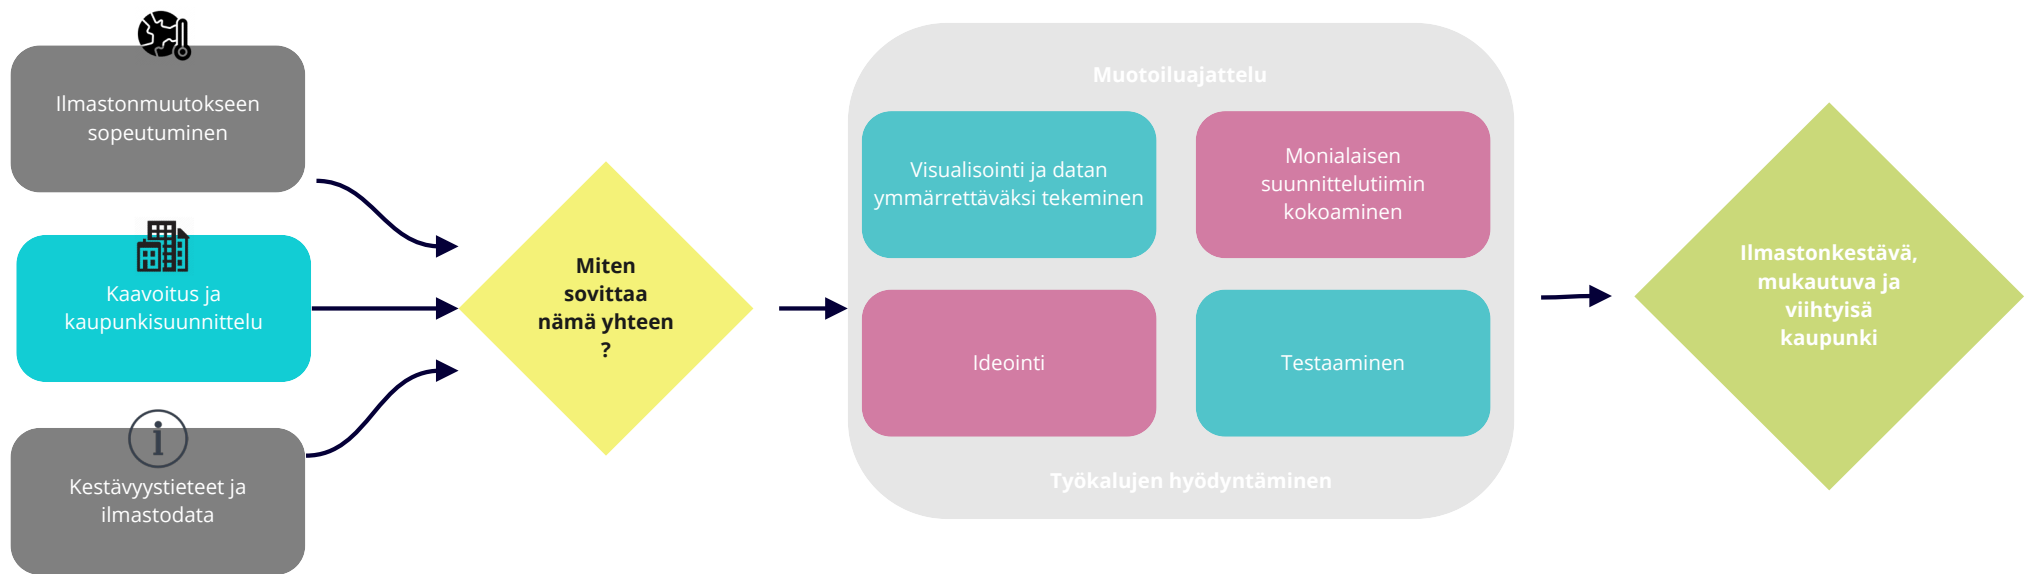 Ilmastonmuutokseen
sopeutuminen
Kaavoitus ja
kaupunkisuunnittelu
Kestävyystieteet ja
ilmastodata
Miten
sovittaa
nämä yhteen
?
Muotoiluajattelu
Visualisointi ja datan
ymmärrettäväksi tekeminen
Monialaisen
suunnittelutiimin
kokoaminen
Ideointi
Testaaminen
Työkalujen hyödyntäminen
Ilmastonkestävä,
mukautuva ja
viihtyisä
kaupunki